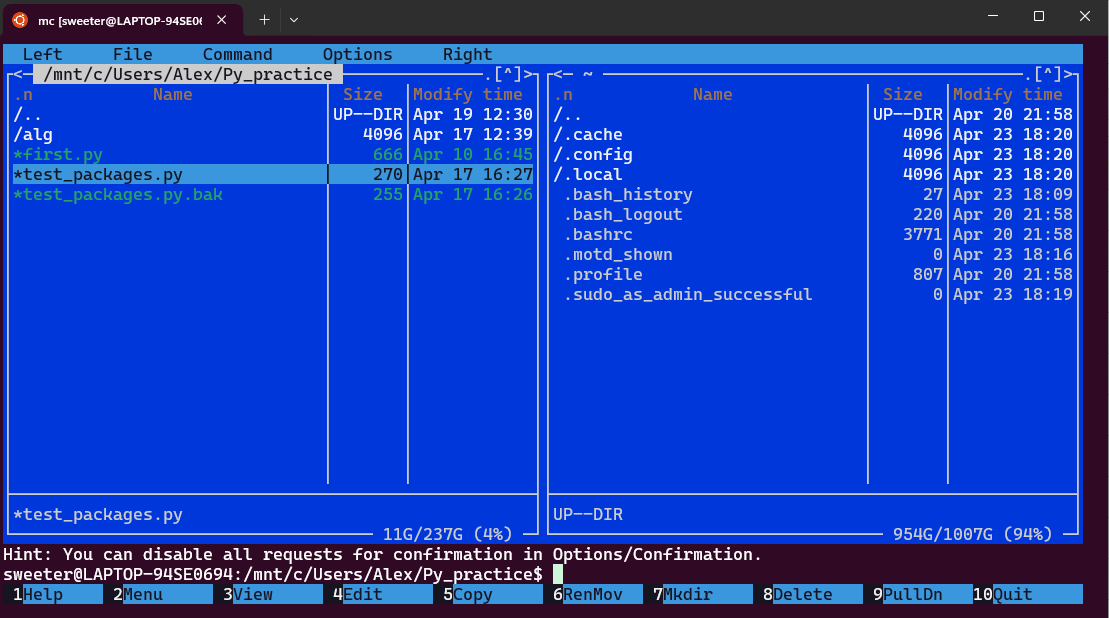 mc [sweeter@LAPTOP-94SE06
Left File Command Options Right
<─ /mnt/c/Users/Alex/Py_practice ─.[^]>
.n Name Size Modify time
/.. UP--DIR Apr 19 12:30
/alg 4096 Apr 17 12:39
*first.py 666 Apr 10 16:45
*test_packages.py 270 Apr 17 16:27
*test_packages.py.bak 255 Apr 17 16:26
*test_packages.py
11G/237G (4%)
<─ ~ ─.[^]>
.n Name Size Modify time
/.. UP--DIR Apr 20 21:58
/.cache 4096 Apr 23 18:20
/.config 4096 Apr 23 18:20
/.local 4096 Apr 23 18:20
.bash_history 27 Apr 23 18:09
.bash_logout 220 Apr 20 21:58
.bashrc 3771 Apr 20 21:58
.motd_shown 0 Apr 23 18:16
.profile 807 Apr 20 21:58
.sudo_as_admin_successful 0 Apr 23 18:19
UP--DIR
954G/1007G (94%)
Hint: You can disable all requests for confirmation in Options/Confirmation.
sweeter@LAPTOP-94SE0694:/mnt/c/Users/Alex/Py_practice$
1Help 2Menu 3View 4Edit 5Copy 6RenMov 7Mkdir 8Delete 9PullDn 10Quit